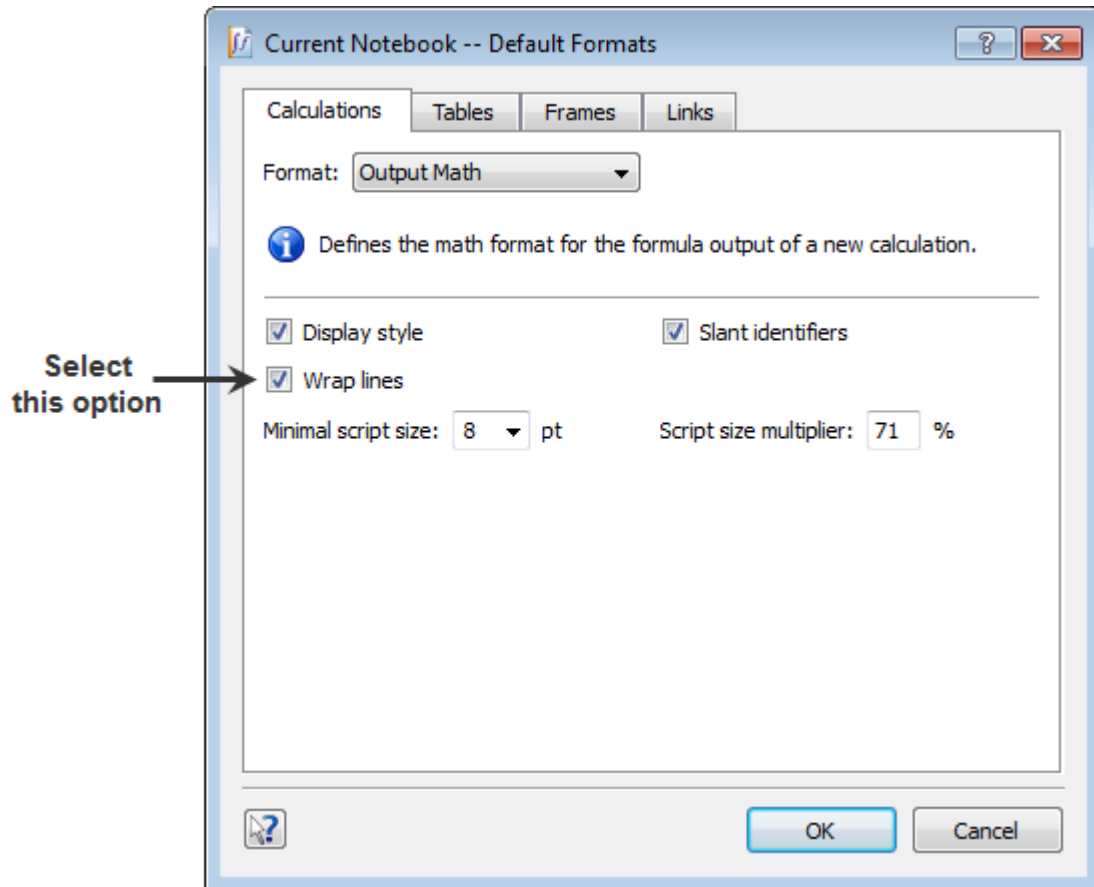 Current Notebook -- Default Formats
Calculations Tables Frames Links
Format: Output Math
Defines the math format for the formula output of a new calculation.
Display style Slant identifiers
Select
this option
Wrap lines
Minimal script size: 8 pt Script size multiplier: 71 %
OK Cancel